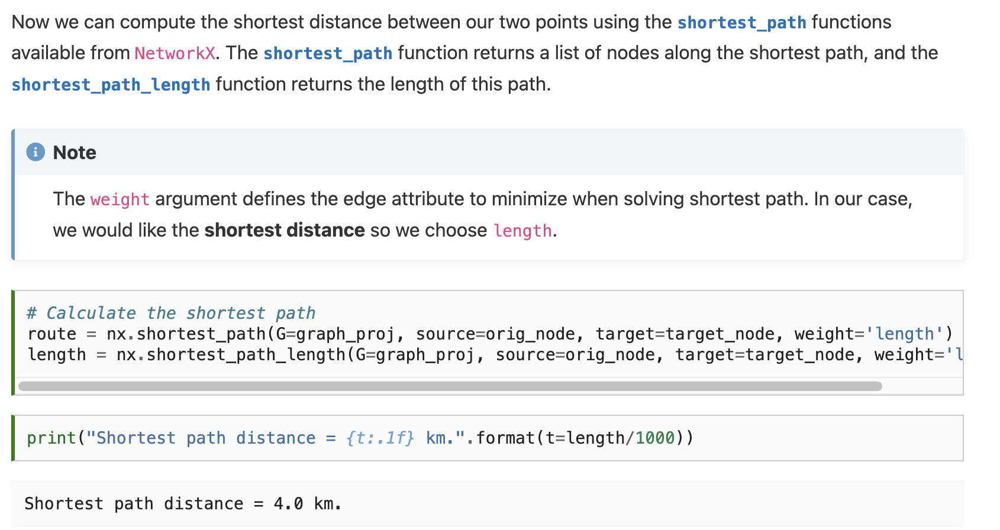 Now we can compute the shortest distance between our two points using the shortest_path functions
available from NetworkX. The shortest_path function returns a list of nodes along the shortest path, and the
shortest_path_length function returns the length of this path.
Note
The weight argument defines the edge attribute to minimize when solving shortest path. In our case,
we would like the shortest distance so we choose length.
# Calculate the shortest path
route = nx.shortest_path(G=graph_proj, source=orig_node, target=target_node, weight='length')
length = nx.shortest_path_length(G=graph_proj, source=orig_node, target=target_node, weight='l
print("Shortest path distance = {t:.1f} km.".format(t=length/1000))
Shortest path distance = 4.0 km.